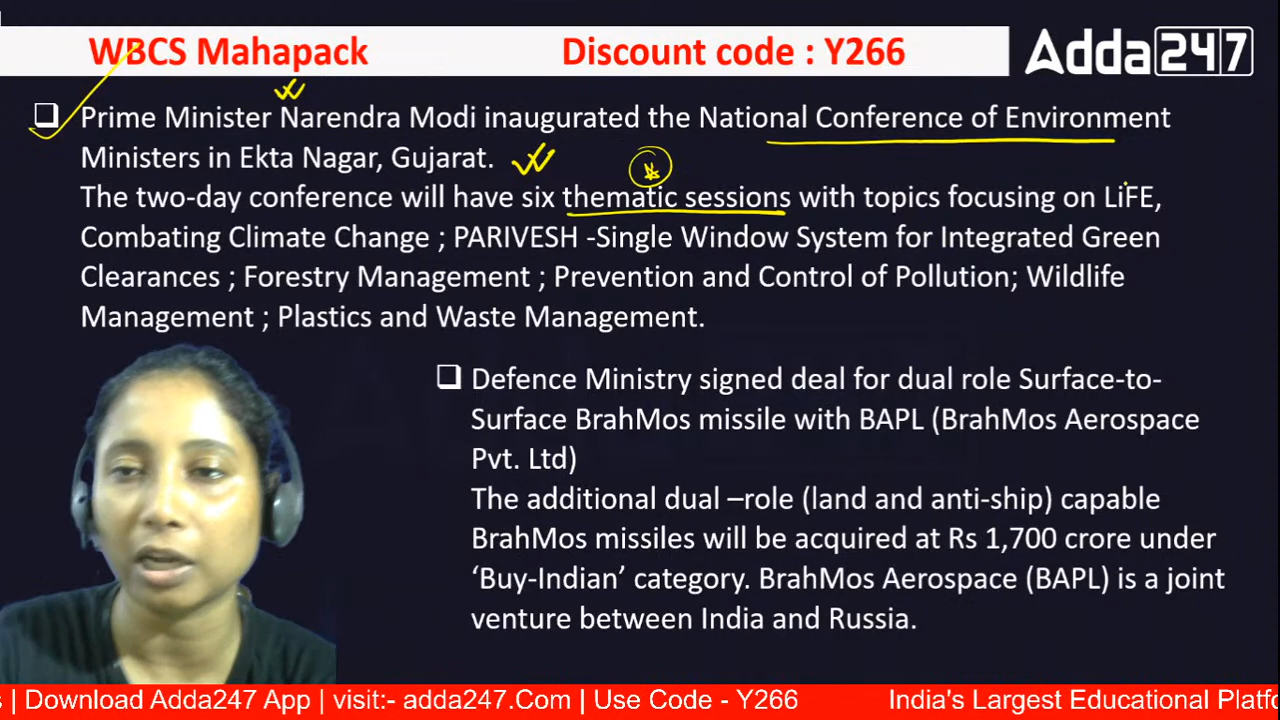 WBCS Mahapack Discount code : Y266 Adda247
Prime Minister Narendra Modi inaugurated the National Conference of Environment
Ministers in Ekta Nagar, Gujarat.
The two-day conference will have six thematic sessions with topics focusing on LiFE,
Combating Climate Change ; PARIVESH -Single Window System for Integrated Green
Clearances ; Forestry Management ; Prevention and Control of Pollution; Wildlife
Management ; Plastics and Waste Management.
Defence Ministry signed deal for dual role Surface-to-
Surface BrahMos missile with BAPL (BrahMos Aerospace
Pvt. Ltd)
The additional dual –role (land and anti-ship) capable
BrahMos missiles will be acquired at Rs 1,700 crore under
‘Buy-Indian’ category. BrahMos Aerospace (BAPL) is a joint
venture between India and Russia.
| Download Adda247 App | visit:- adda247.Com | Use Code - Y266 India's Largest Educational